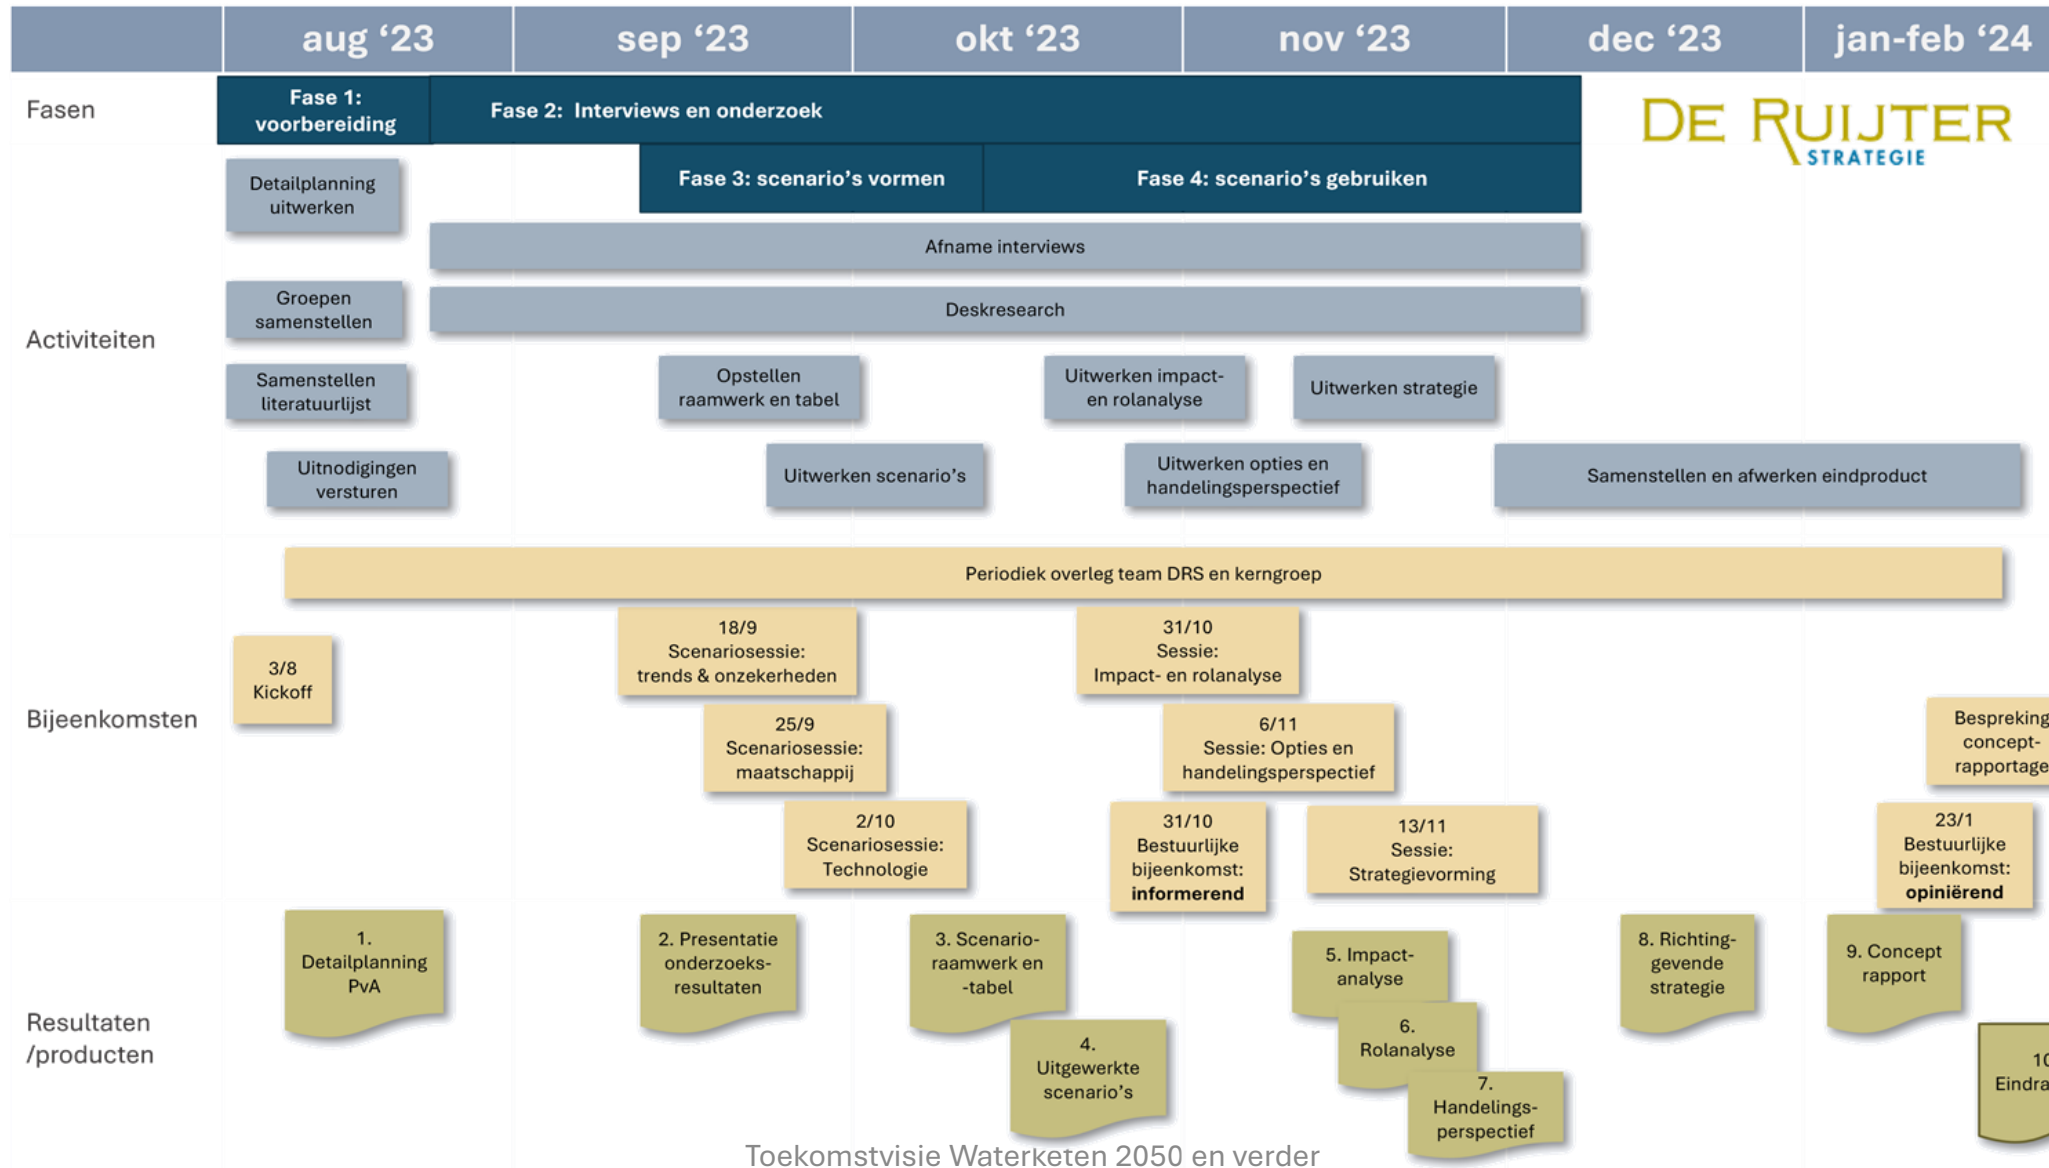 aug ‘23
sep ‘23
okt ‘23
nov ‘23
dec ‘23
jan-feb ‘24
Fasen
Fase 1:
voorbereiding
Fase 2: Interviews en onderzoek
Fase 3: scenario’s vormen
Fase 4: scenario’s gebruiken
DE RUIJTER
STRATEGIE
Activiteiten
Detailplanning
uitwerken
Afname interviews
Groepen
samenstellen
Deskresearch
Samenstellen
literatuurlijst
Opstellen
raamwerk en tabel
Uitwerken impact-
en rolanalyse
Uitwerken strategie
Uitnodigingen
versturen
Uitwerken scenario’s
Uitwerken opties en
handelingsperspectief
Samenstellen en afwerken eindproduct
Bijeenkomsten
Periodiek overleg team DRS en kerngroep
3/8
Kickoff
18/9
Scenariosessie:
trends & onzekerheden
31/10
Sessie:
Impact- en rolanalyse
25/9
Scenariosessie:
maatschappij
6/11
Sessie: Opties en
handelingsperspectief
Bespreking
concept-
rapportage
2/10
Scenariosessie:
Technologie
31/10
Bestuurlijke
bijeenkomst:
informerend
13/11
Sessie:
Strategievorming
23/1
Bestuurlijke
bijeenkomst:
opiniërend
Resultaten
/producten
1.
Detailplanning
PvA
2. Presentatie
onderzoeks-
resultaten
3. Scenario-
raamwerk en
-tabel
4.
Uitgewerkte
scenario’s
5. Impact-
analyse
6.
Rolanalyse
7.
Handelings-
perspectief
8. Richting-
gevende
strategie
9. Concept
rapport
10
Eindra
Toekomstvisie Waterketen 2050 en verder